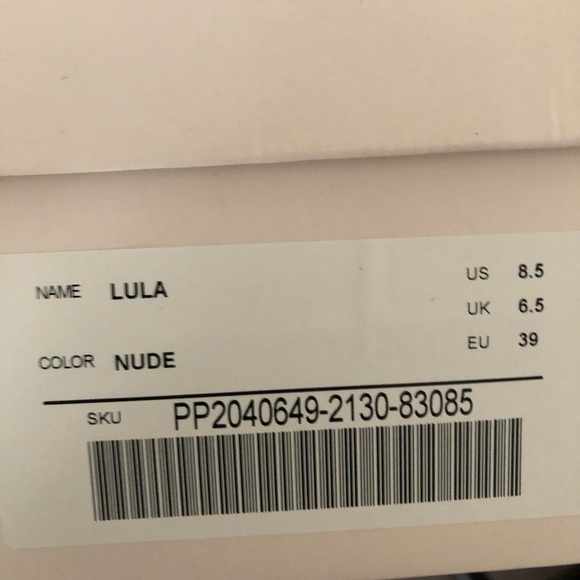 NAME LULA
US 8.5
UK 6.5
COLOR NUDE
EU 39
SKU PP2040649-2130-83085